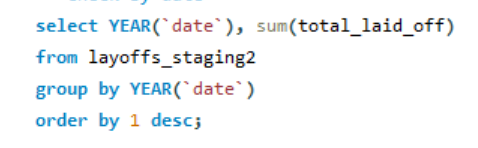 select YEAR(`date`), sum(total_laid_off)
from layoffs_staging2
group by YEAR(`date`)
order by 1 desc;